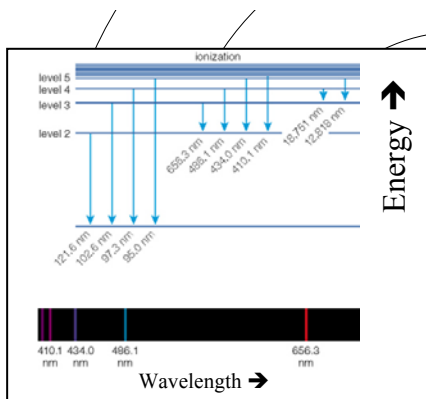 ionization
level 5
level 4
level 3
level 2
656.3 nm
486.1 nm
434.0 nm
410.1 nm
18,751 nm
12,818 nm
121.6 nm
102.6 nm
97.3 nm
95.0 nm
Energy →
410.1 nm
434.0 nm
486.1 nm
656.3 nm
Wavelength →